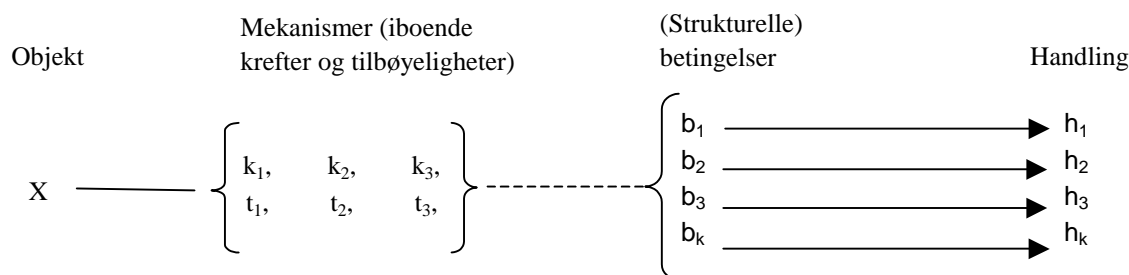 Objekt
Mekanismer (iboende
krefter og tilbøyeligheter)
(Strukturelle)
betingelser
Handling
X
k₁, k₂, k₃,
t₁, t₂, t₃,
b₁ h₁
b₂ h₂
b₃ h₃
bₖ hₖ